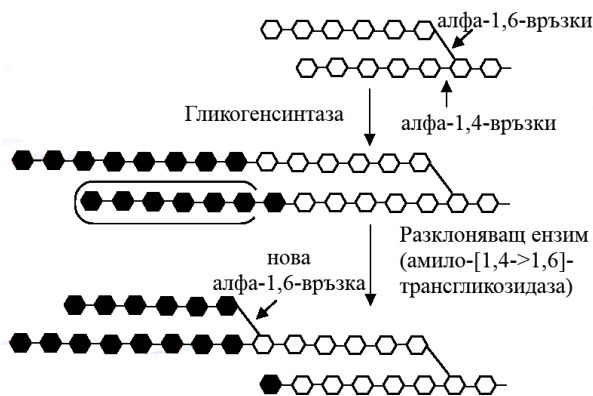 алфа-1,6-връзки
Гликогенсинтаза
алфа-1,4-връзки
Разклоняващ ензим
(амило-[1,4->1,6]-
трансгликозидаза)
нова
алфа-1,6-връзка